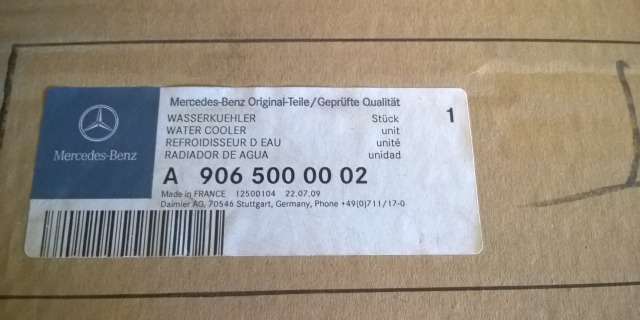 Mercedes-Benz Original-Teile/Geprüfte Qualität
WASSERKUEHLER Stück 1
WATER COOLER unit
REFROIDISSEUR D EAU unité
RADIADOR DE AGUA unidad
Mercedes-Benz
A 906 500 00 02
Made in FRANCE 12500104 22.07.09
Daimler AG, 70546 Stuttgart, Germany, Phone +49(0)711/17-0